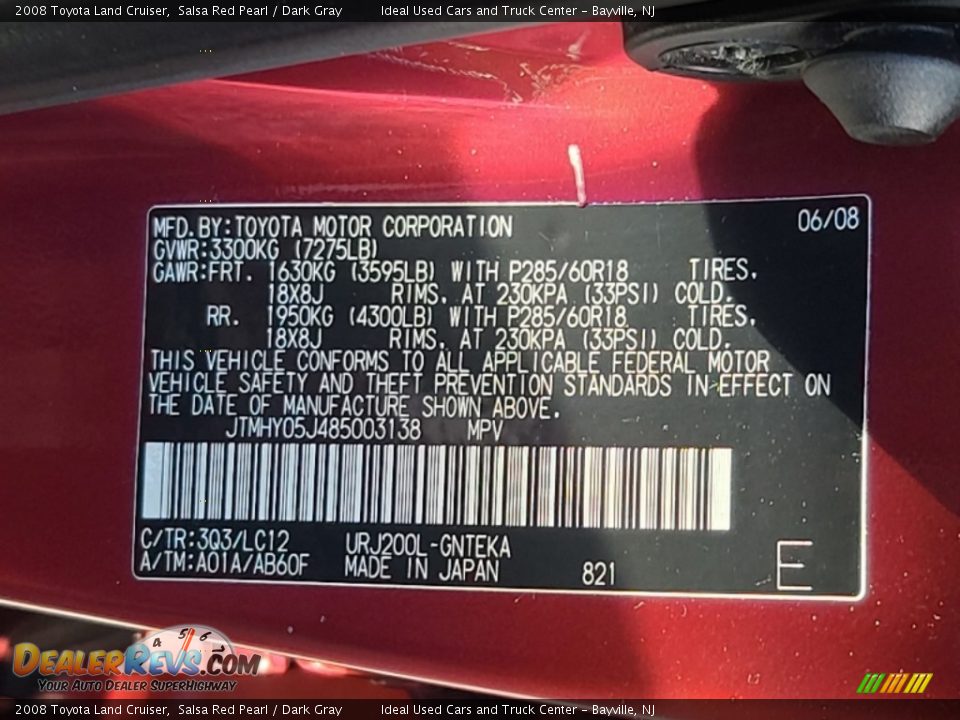 2008 Toyota Land Cruiser, Salsa Red Pearl / Dark Gray Ideal Used Cars and Truck Center - Bayville, NJ
MFD.BY:TOYOTA MOTOR CORPORATION 06/08
GVWR:3300KG (7275LB)
GAWR:FRT. 1630KG (3595LB) WITH P285/60R18 TIRES.
18X8J RIMS. AT 230KPA (33PSI) COLD.
RR. 1950KG (4300LB) WITH P285/60R18 TIRES.
18X8J RIMS. AT 230KPA (33PSI) COLD.
THIS VEHICLE CONFORMS TO ALL APPLICABLE FEDERAL MOTOR
VEHICLE SAFETY AND THEFT PREVENTION STANDARDS IN EFFECT ON
THE DATE OF MANUFACTURE SHOWN ABOVE.
JTMHY05J485003138 MPV
C/TR:3Q3/LC12 URJ200L-GNTEKA
A/TM:A01A/AB60F MADE IN JAPAN 821 E
4 5 6 7
DEALERREVS.COM
YOUR AUTO DEALER SUPERHIGHWAY
2008 Toyota Land Cruiser, Salsa Red Pearl / Dark Gray Ideal Used Cars and Truck Center - Bayville, NJ